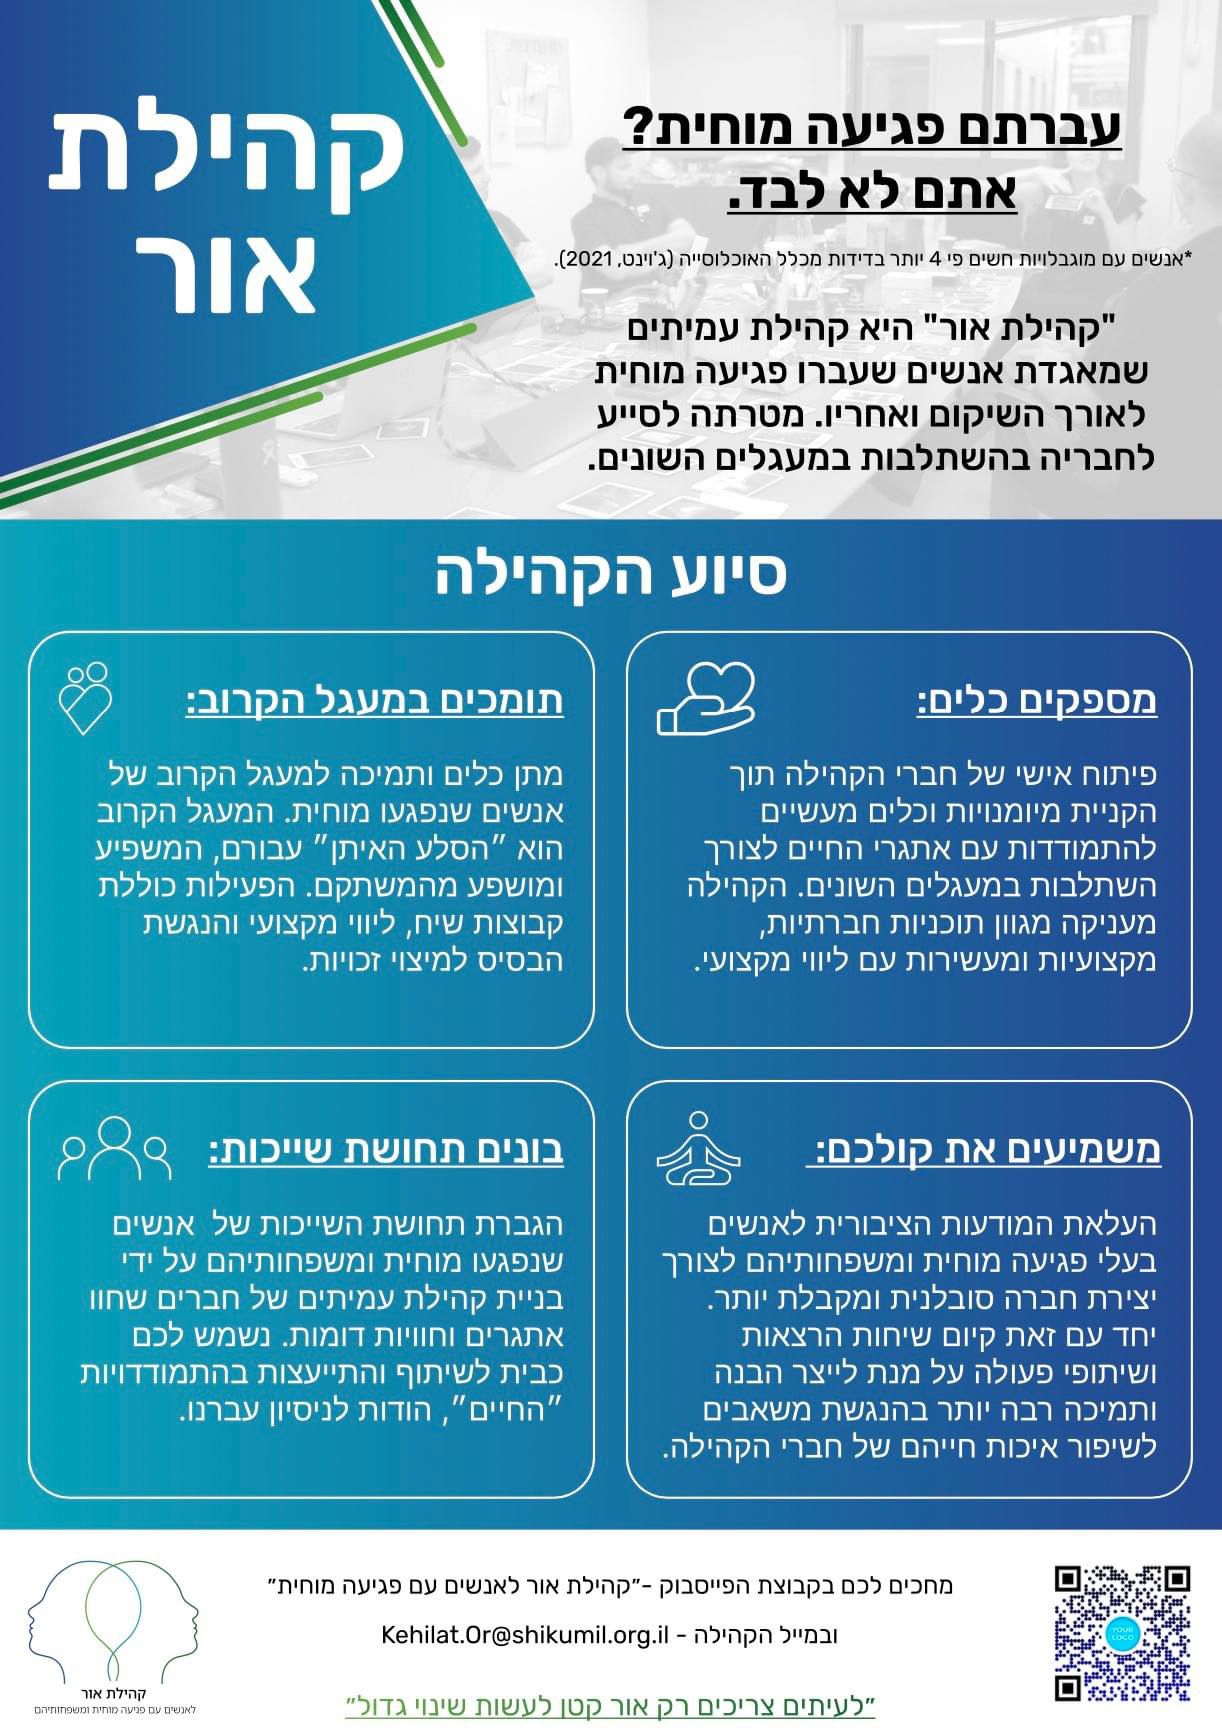 קהילת
אור
עברתם פגיעה מוחית?
אתם לא לבד.
*אנשים עם מוגבלויות חשים פי 4 יותר בדידות מכלל האוכלוסייה (ג'וינט, 2021).
"קהילת אור" היא קהילת עמיתים
שמאגדת אנשים שעברו פגיעה מוחית
לאורך השיקום ואחריו. מטרתה לסייע
לחבריה בהשתלבות במעגלים השונים.
סיוע הקהילה
מספקים כלים:
פיתוח אישי של חברי הקהילה תוך
הקניית מיומנויות וכלים מעשיים
להתמודדות עם אתגרי החיים לצורך
השתלבות במעגלים השונים. הקהילה
מעניקה מגוון תוכניות חברתיות,
מקצועיות ומעשירות עם ליווי מקצועי.
תומכים במעגל הקרוב:
מתן כלים ותמיכה למעגל הקרוב של
אנשים שנפגעו מוחית. המעגל הקרוב
הוא ״הסלע האיתן״ עבורם, המשפיע
ומושפע מהמשתקם. הפעילות כוללת
קבוצות שיח, ליווי מקצועי והנגשת
הבסיס למיצוי זכויות.
משמיעים את קולכם:
העלאת המודעות הציבורית לאנשים
בעלי פגיעה מוחית ומשפחותיהם לצורך
יצירת חברה סובלנית ומקבלת יותר.
יחד עם זאת קיום שיחות הרצאות
ושיתופי פעולה על מנת לייצר הבנה
ותמיכה רבה יותר בהנגשת משאבים
לשיפור איכות חייהם של חברי הקהילה.
בונים תחושת שייכות:
הגברת תחושת השייכות של אנשים
שנפגעו מוחית ומשפחותיהם על ידי
בניית קהילת עמיתים של חברים שחוו
אתגרים וחוויות דומות. נשמש לכם
כבית לשיתוף והתייעצות בהתמודדויות
״החיים״, הודות לניסיון עברנו.
מחכים לכם בקבוצת הפייסבוק -״קהילת אור לאנשים עם פגיעה מוחית״
ובמייל הקהילה - Kehilat.Or@shikumil.org.il
״לעיתים צריכים רק אור קטן לעשות שינוי גדול״
YOUR
LOGO
קהילת אור
לאנשים עם פגיעה מוחית ומשפחותיהם